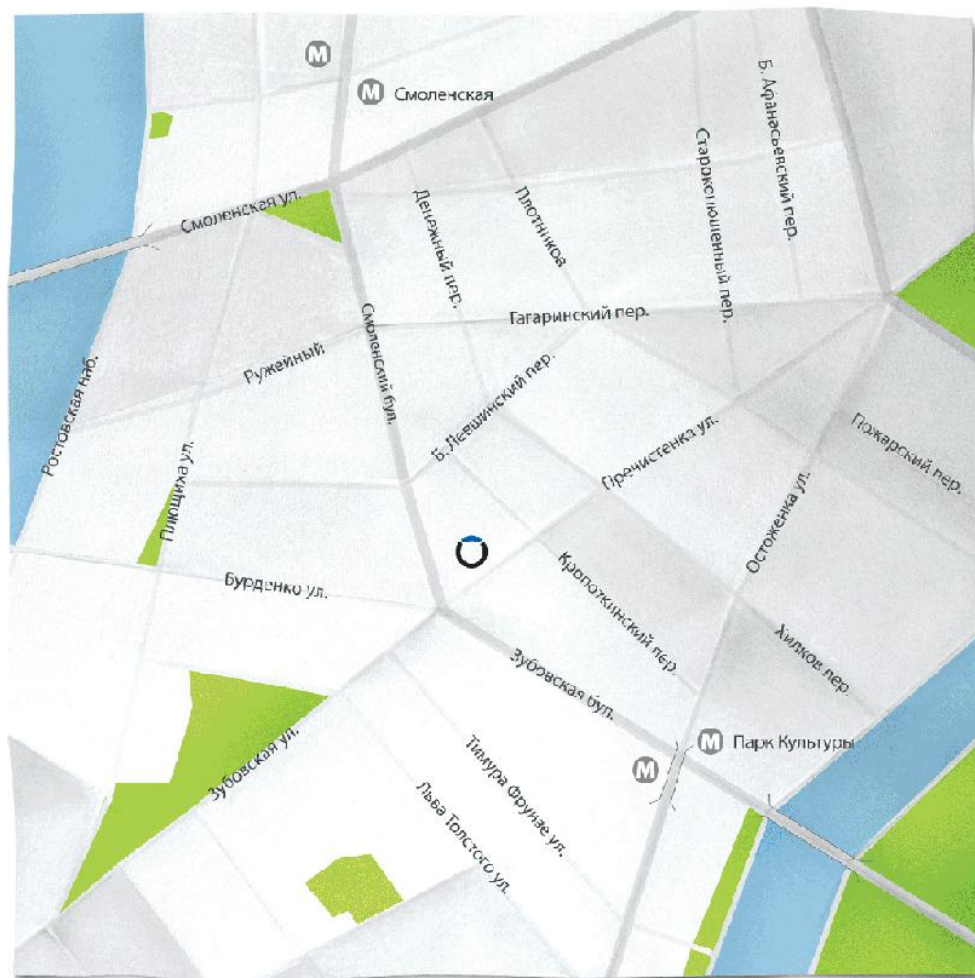 М
М Смоленская
Б. Афанасьевский пер.
Староконюшенный пер.
Смоленская ул.
Денежный пер.
Плотников
Гагаринский пер.
Смоленский бул.
Ружейный
Б. Левшинский пер.
Ростовская наб.
Плющиха ул.
Пречистенка ул.
Пожарский пер.
Остоженка ул.
Бурденко ул.
Кропоткинский пер.
Хилков пер.
Зубовская бул.
Зубовская ул.
М Парк Культуры
М
Тимура Фрунзе ул.
Льва Толстого ул.